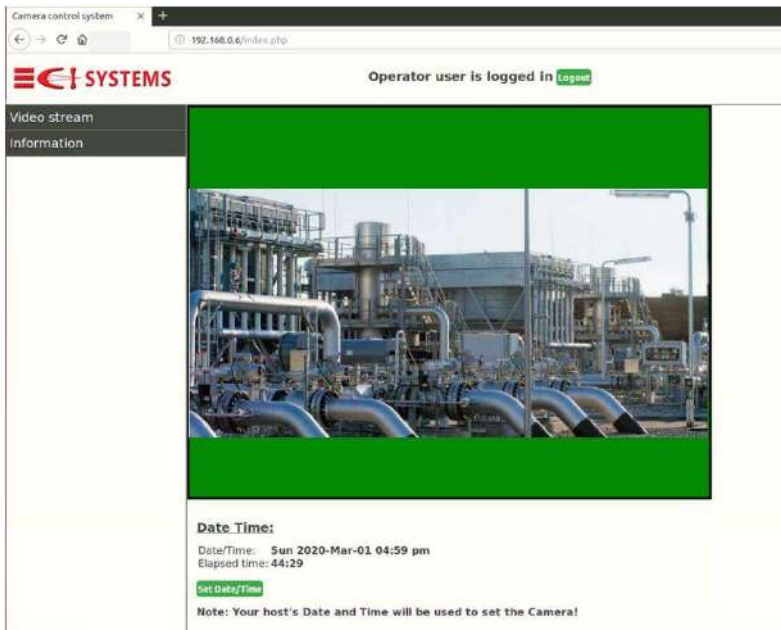 Camera control system
192.168.0.6/index.php
ECI SYSTEMS
Operator user is logged in Logout
Video stream
Information
Date Time:
Date/Time: Sun 2020-Mar-01 04:59 pm
Elapsed time: 44:29
Set Date/Time
Note: Your host's Date and Time will be used to set the Camera!